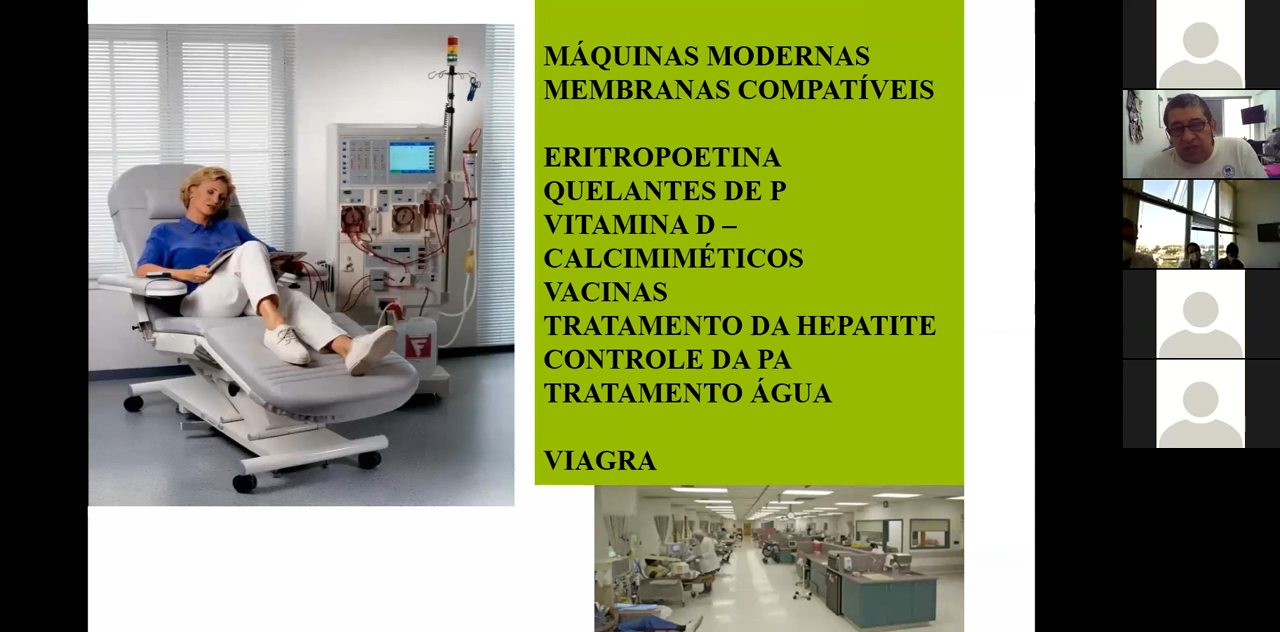 MÁQUINAS MODERNAS
MEMBRANAS COMPATÍVEIS
ERITROPOETINA
QUELANTES DE P
VITAMINA D –
CALCIMIMÉTICOS
VACINAS
TRATAMENTO DA HEPATITE
CONTROLE DA PA
TRATAMENTO ÁGUA
VIAGRA